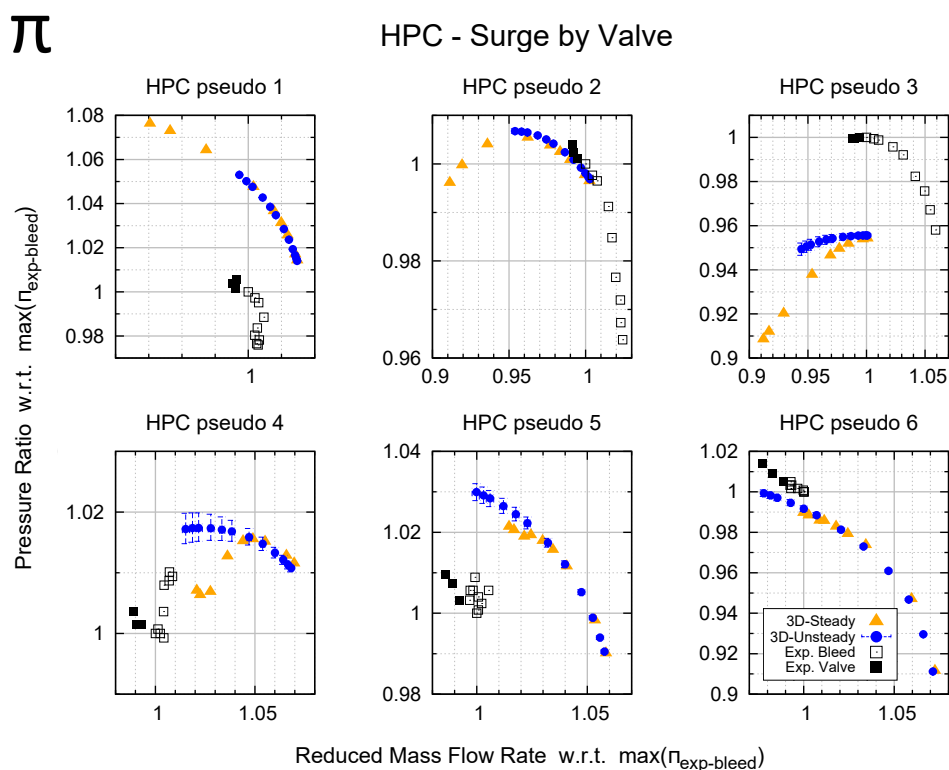 π
HPC - Surge by Valve
HPC pseudo 1
HPC pseudo 2
HPC pseudo 3
1.08
1.06
1.04
1.02
1
0.98
1
1
0.98
0.96
0.9
0.95
1
1
0.98
0.96
0.94
0.92
0.9
0.95
1
1.05
Pressure Ratio w.r.t. max(π_exp-bleed)
HPC pseudo 4
HPC pseudo 5
HPC pseudo 6
1.02
1
1
1.05
1.04
1.02
1
0.98
1
1.05
1.02
1
0.98
0.96
0.94
0.92
0.9
1
1.05
3D-Steady
3D-Unsteady
Exp. Bleed
Exp. Valve
Reduced Mass Flow Rate w.r.t. max(π_exp-bleed)